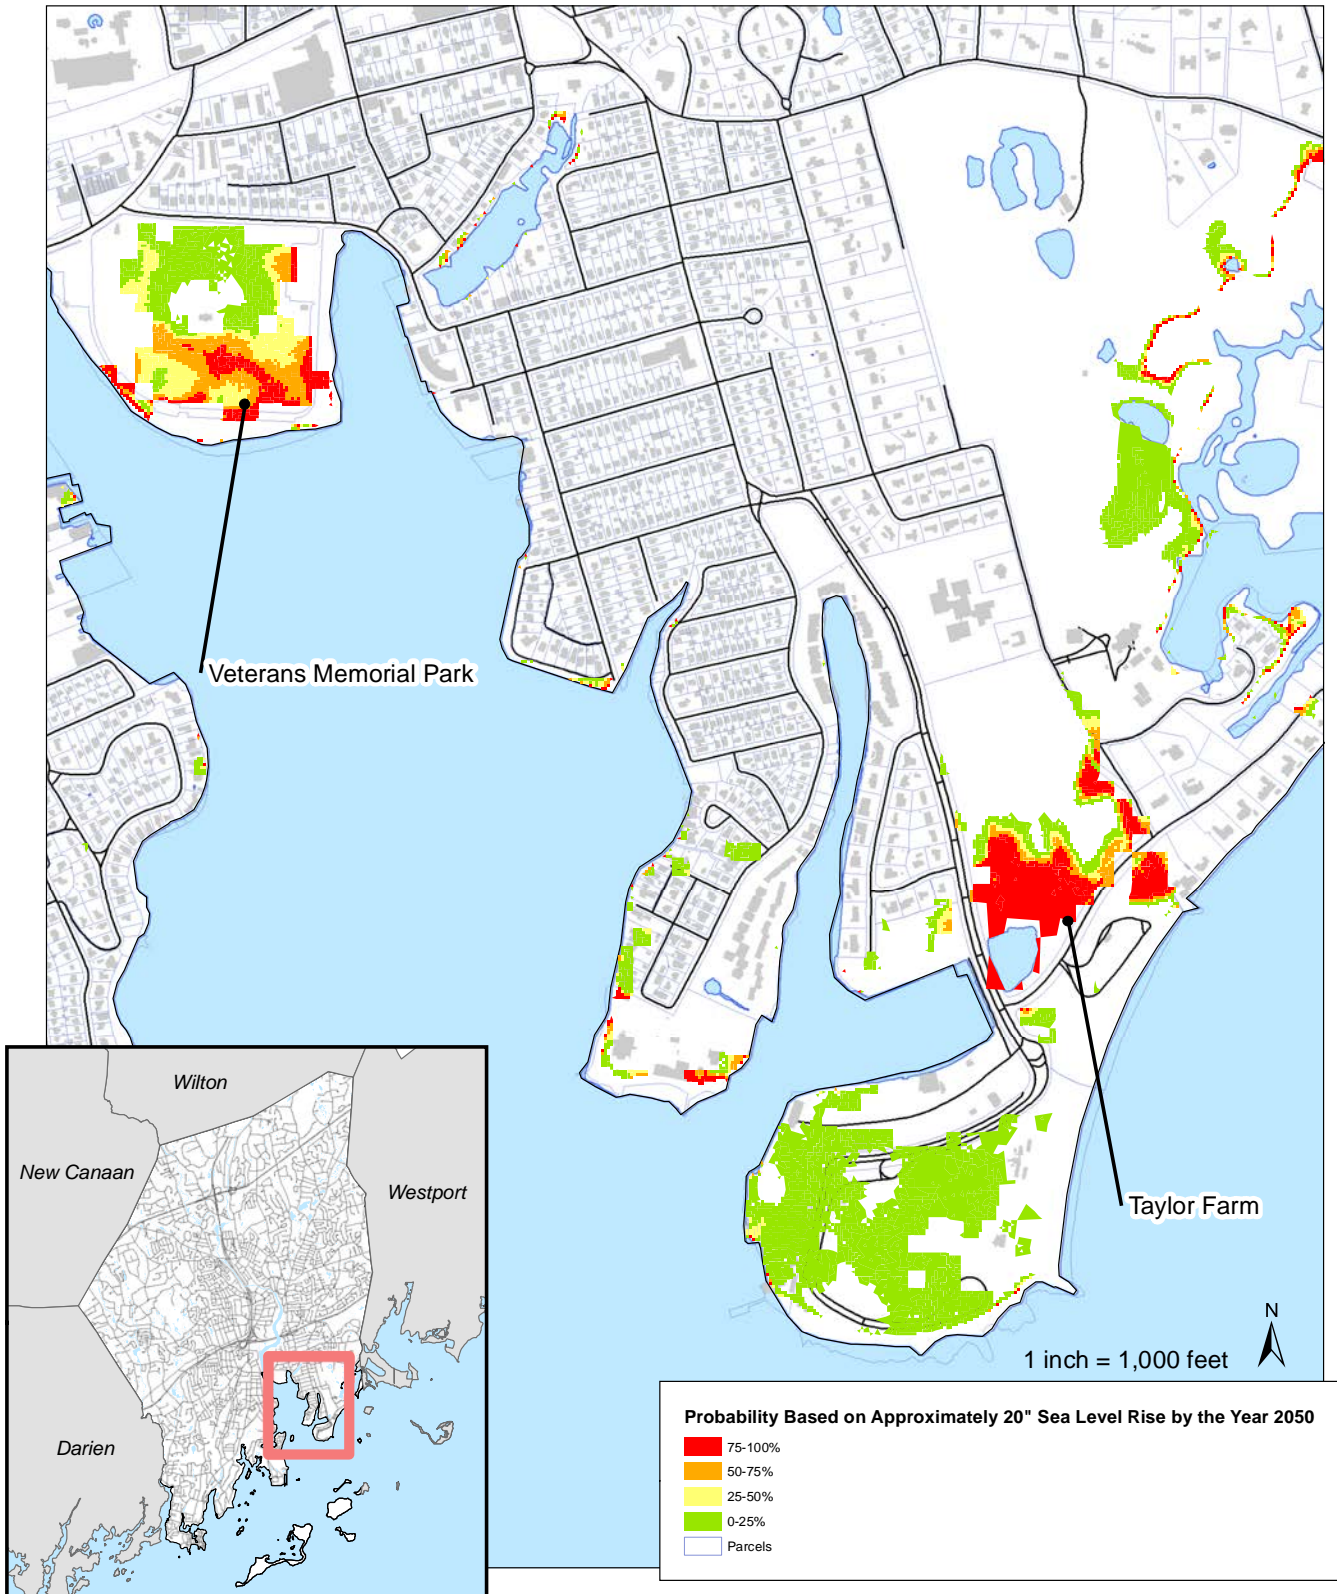 Veterans Memorial Park
Taylor Farm
N
1 inch = 1,000 feet
Probability Based on Approximately 20" Sea Level Rise by the Year 2050
75-100%
50-75%
25-50%
0-25%
Parcels
Wilton
New Canaan
Westport
Darien